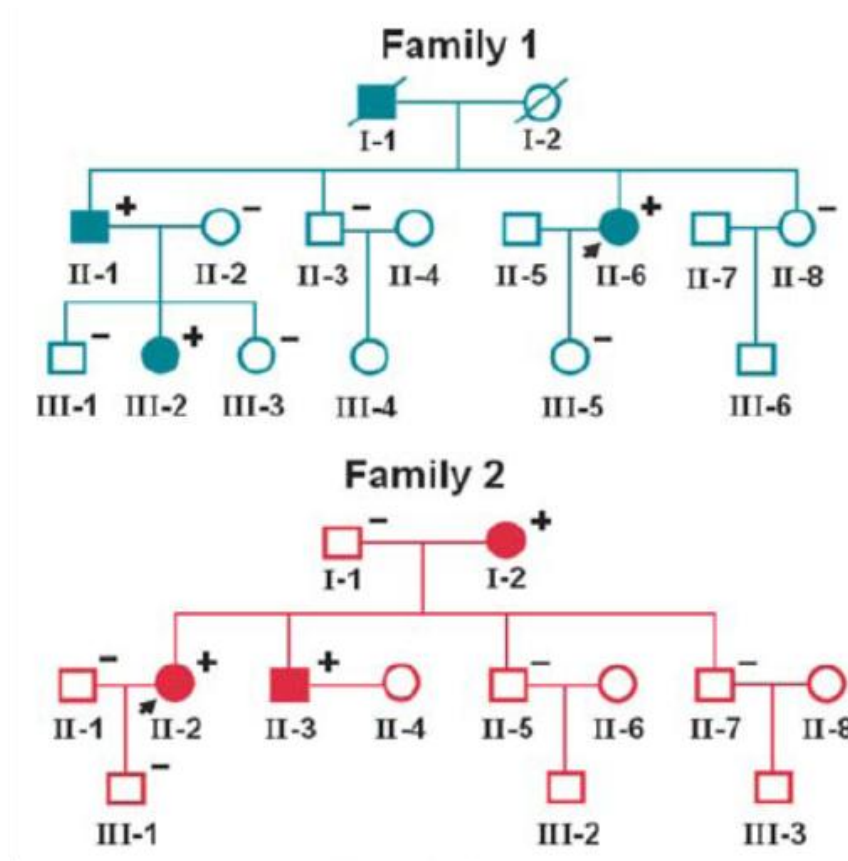 Family 1
I-1 I-2
+ - - + -
II-1 II-2 II-3 II-4 II-5 II-6 II-7 II-8
- + - -
III-1 III-2 III-3 III-4 III-5 III-6
Family 2
- +
I-1 I-2
- + + - -
II-1 II-2 II-3 II-4 II-5 II-6 II-7 II-8
-
III-1 III-2 III-3